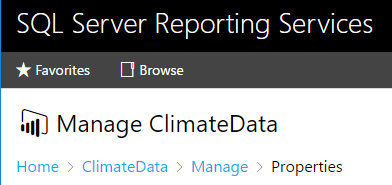 SQL Server Reporting Services
Favorites Browse
Manage ClimateData
Home > ClimateData > Manage > Properties